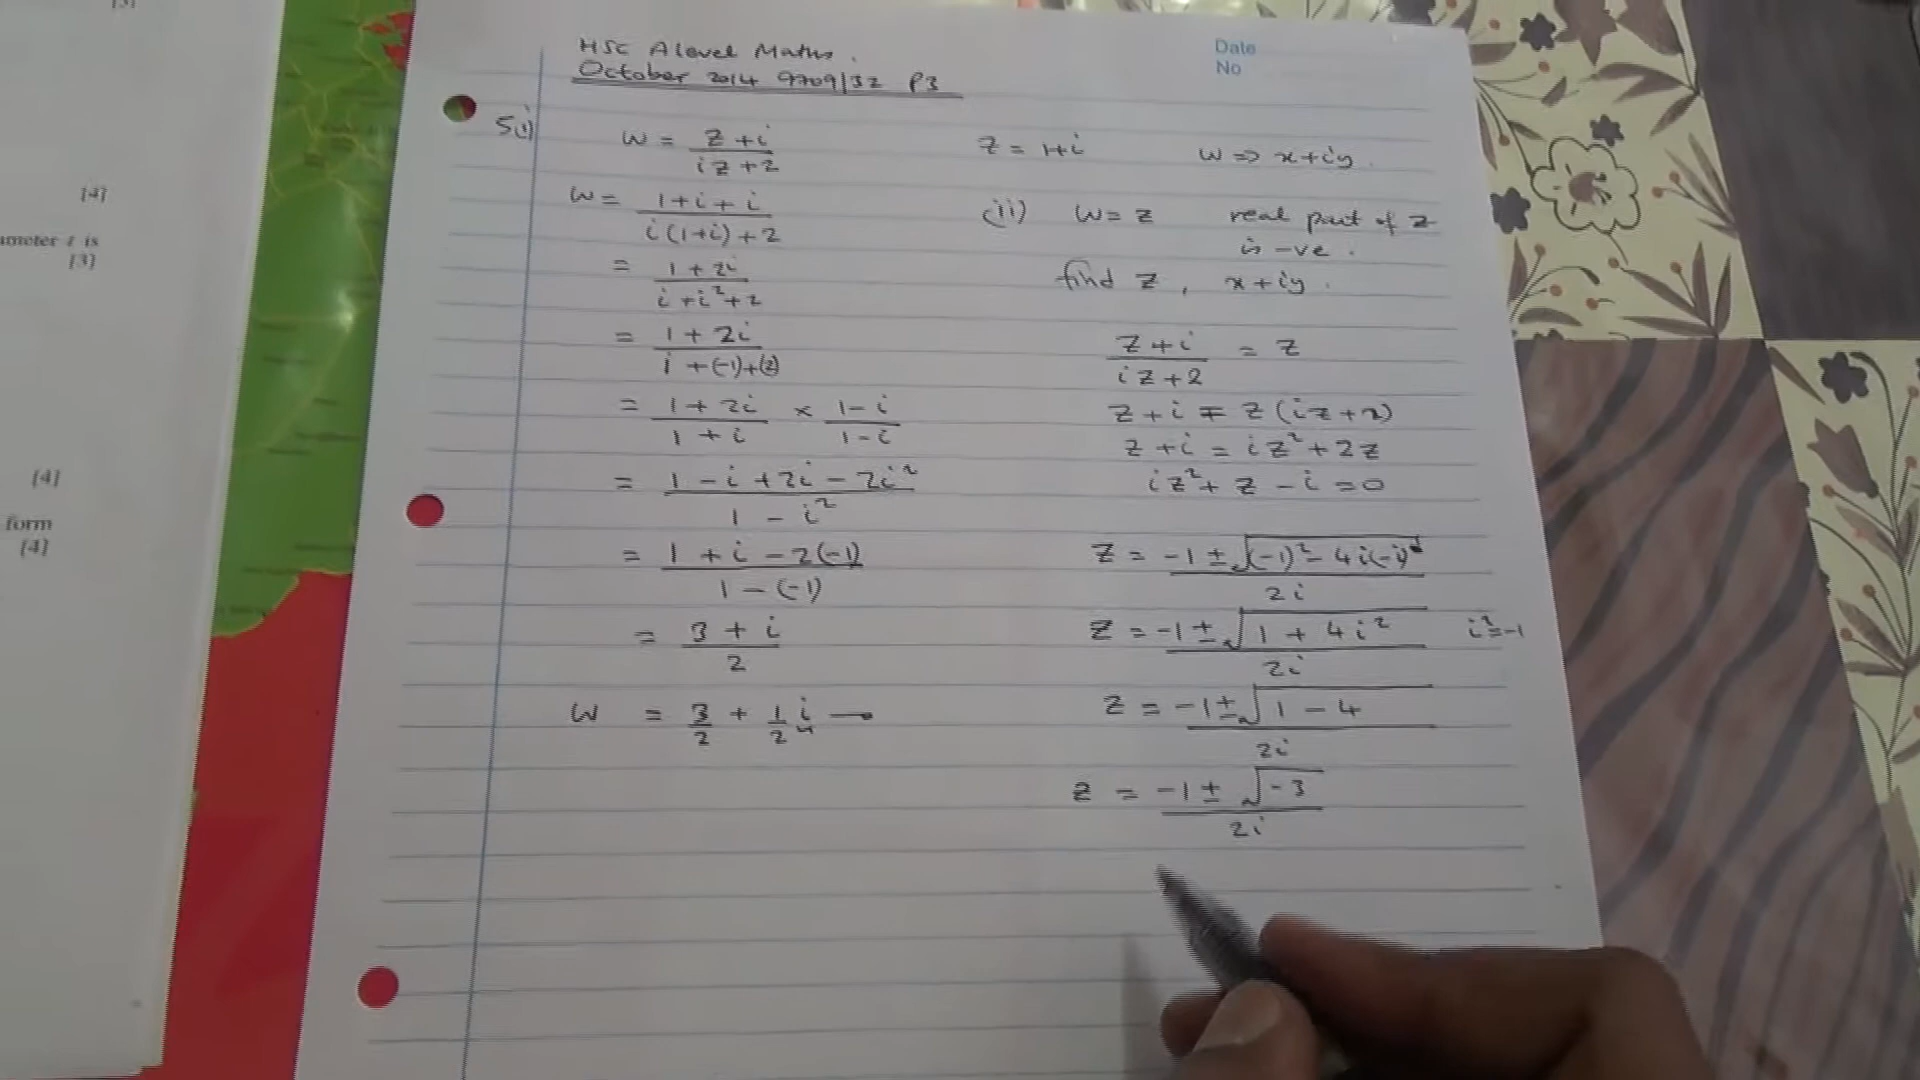 [3]
[4]
ameter t is
[3]
[4]
form
[4]
HSC A level Maths.
October 2014 9709/32 P3
Date
No
5(i)
w = (z + i)/(iz + 2)
w = (1 + i + i)/(i(1+i) + 2)
= (1 + 2i)/(i + i² + 2)
= (1 + 2i)/(i + (-1) + (2))
= (1 + 2i)/(1 + i) × (1 - i)/(1 - i)
= (1 - i + 2i - 2i²)/(1 - i²)
= (1 + i - 2(-1))/(1 - (-1))
= (3 + i)/2
w = 3/2 + 1/2 i
z = 1+i
w => x+iy.
(ii) w = z real part of z
is -ve.
find z, x+iy.
(z + i)/(iz + 2) = z
z + i = z(iz+2)
z + i = iz² + 2z
iz² + z - i = 0
z = (-1 ± √((-1)² - 4i(-i)))/2i
z = (-1 ± √(1 + 4i²))/2i i²=-1
z = (-1 ± √(1 - 4))/2i
z = (-1 ± √-3)/2i